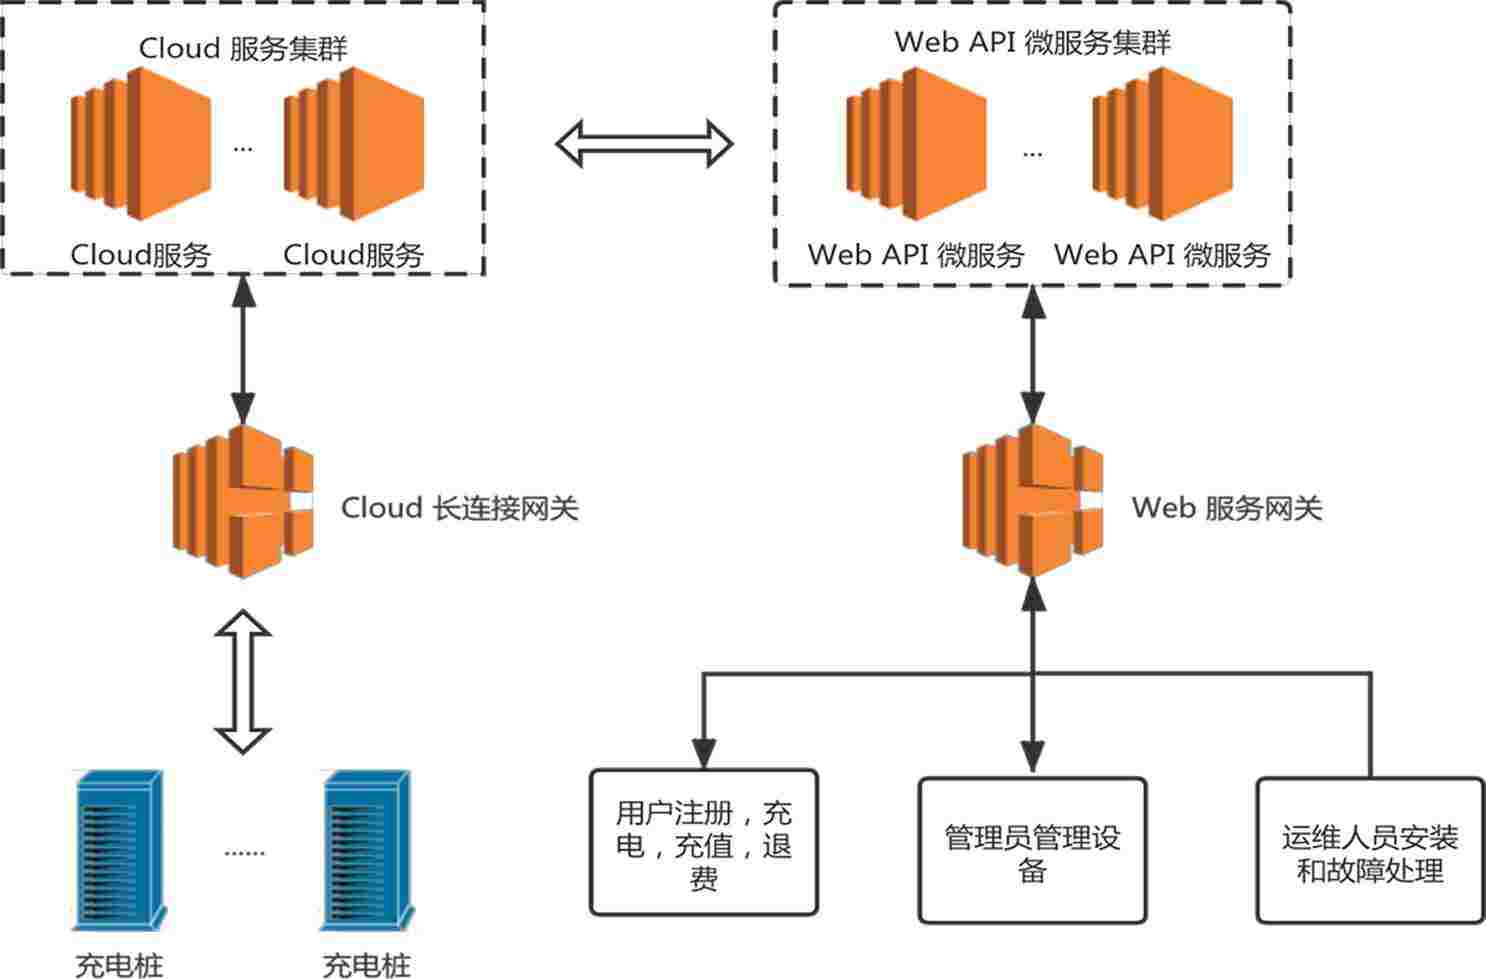 Cloud 服务集群
Web API 微服务集群
...
...
Cloud服务
Cloud服务
Web API 微服务
Web API 微服务
Cloud 长连接网关
Web 服务网关
用户注册，充
电，充值，退
费
管理员管理设
备
运维人员安装
和故障处理
......
充电桩
充电桩